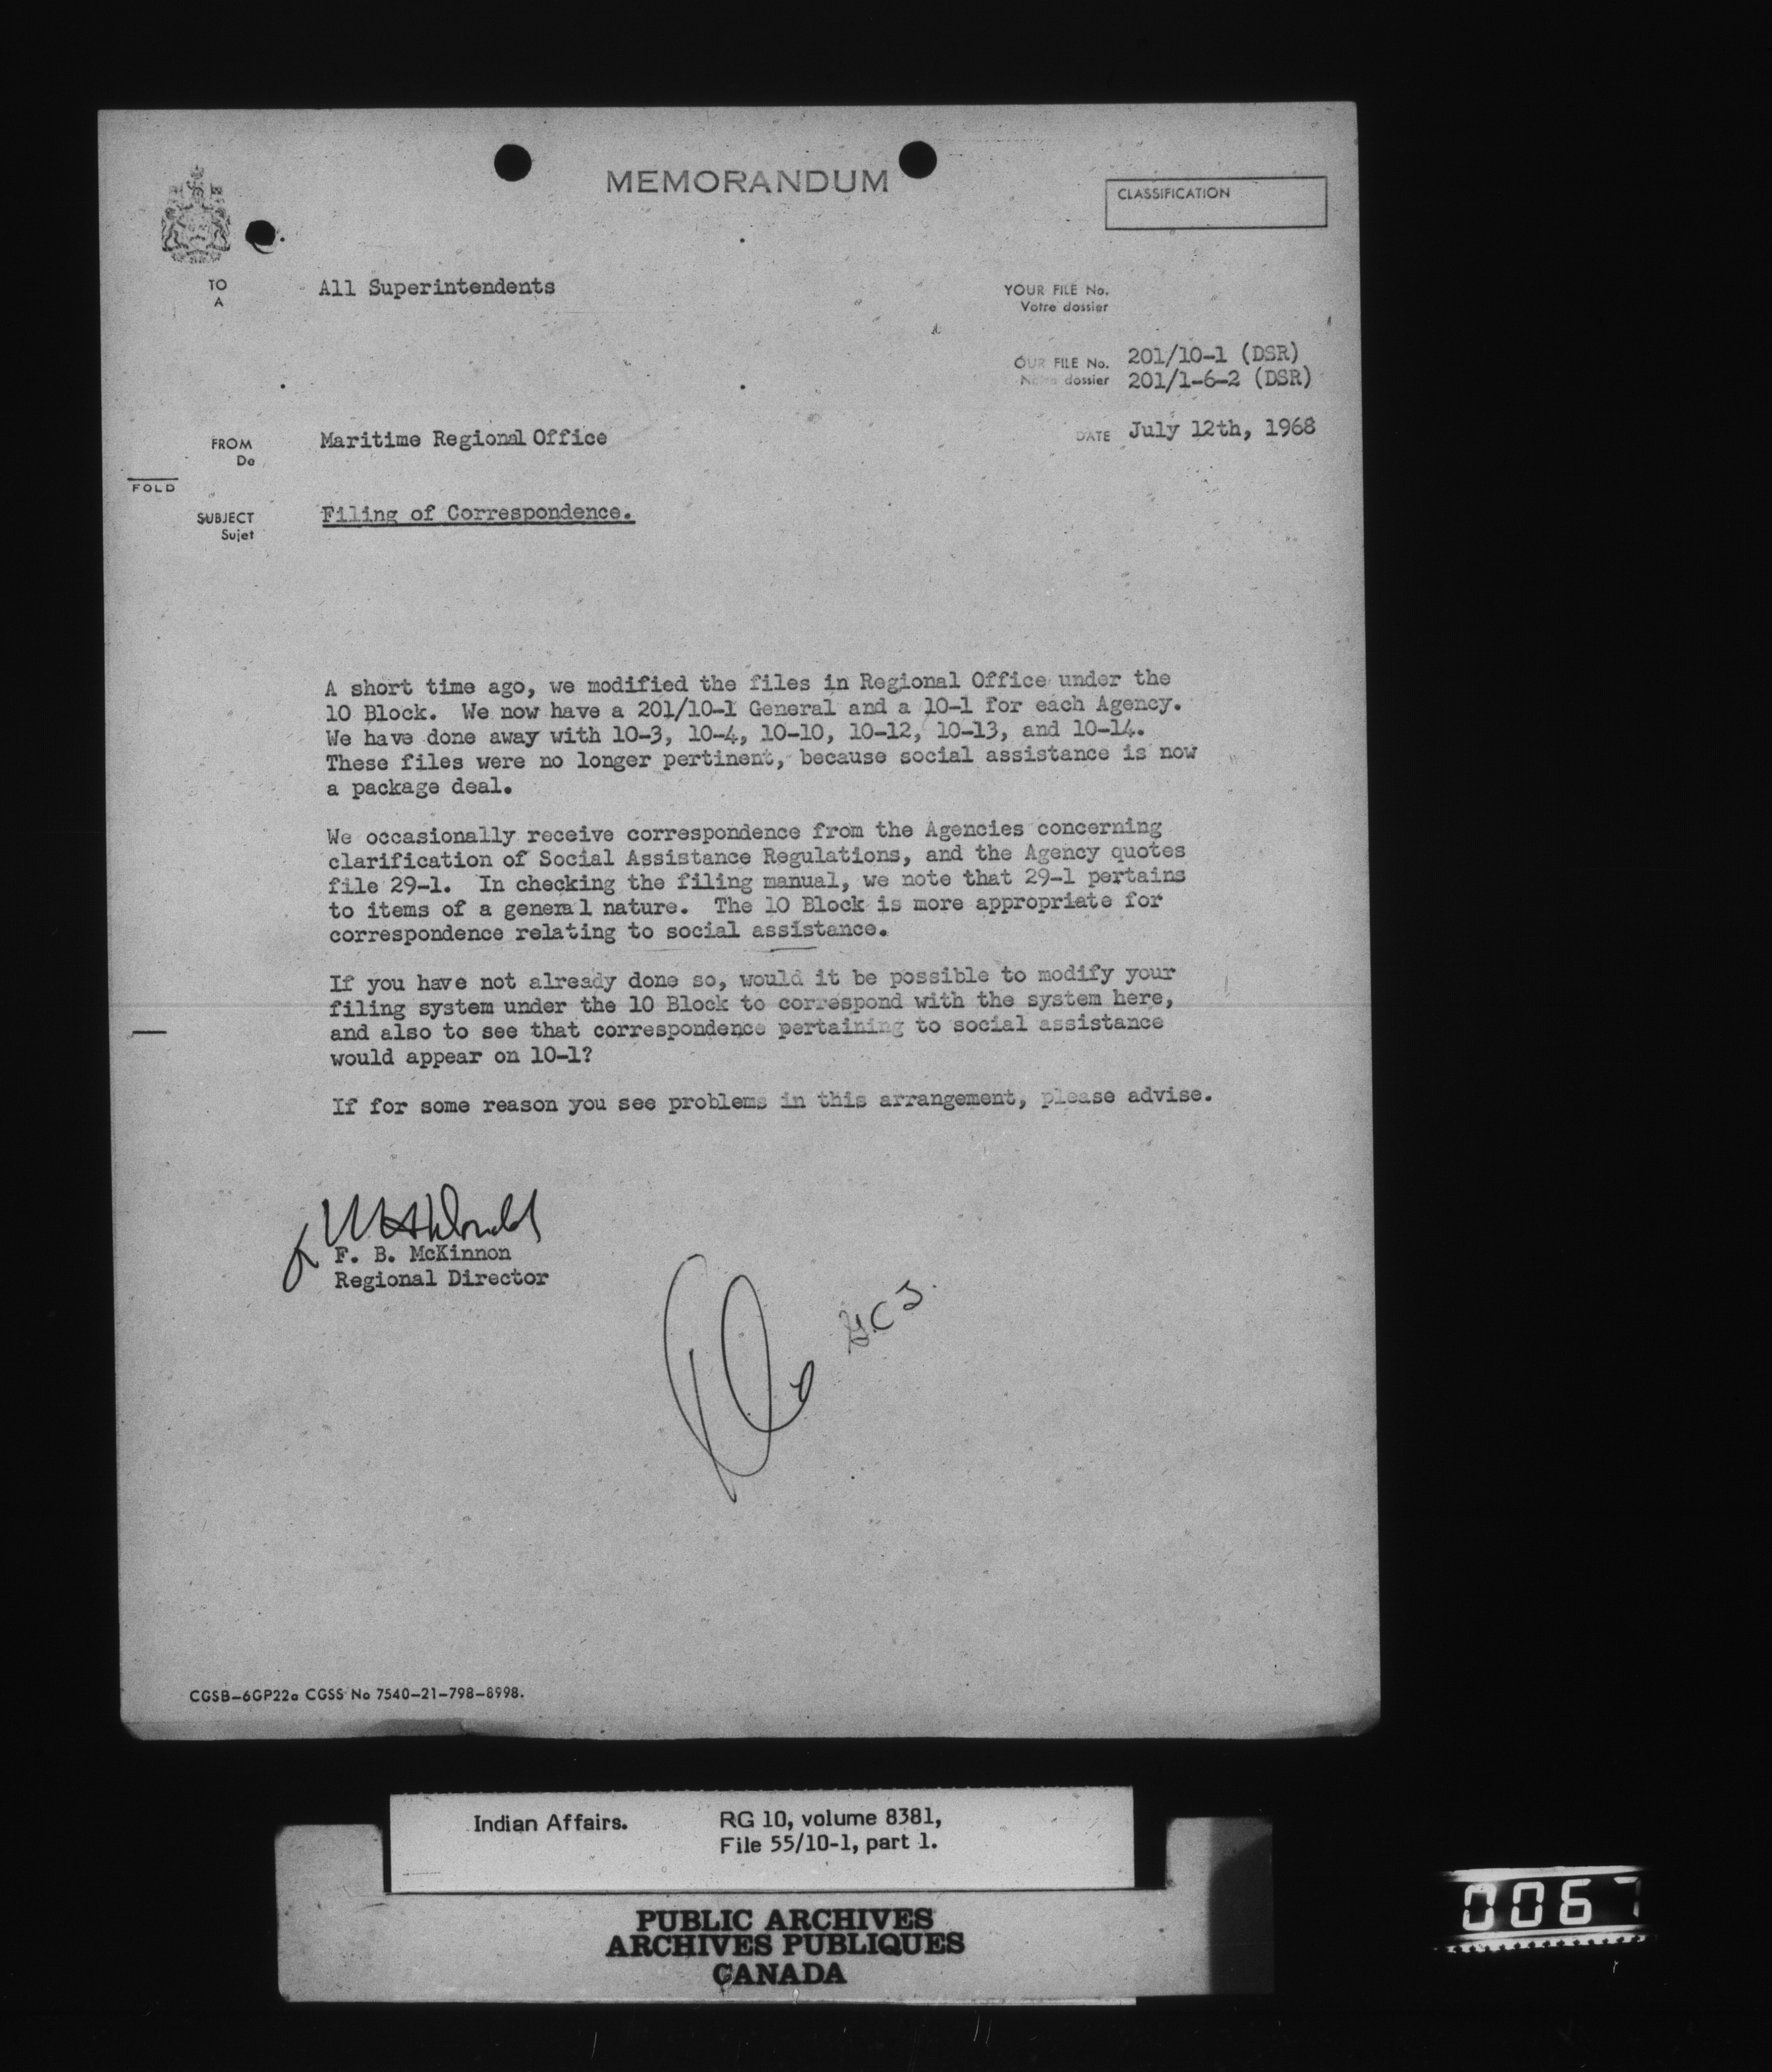 MEMORANDUM
CLASSIFICATION
TO
A
All Superintendents
YOUR FILE No.
Votre dossier
OUR FILE No.
Notre dossier
201/10-1 (DSR)
201/1-6-2 (DSR)
DATE
July 12th, 1968
FROM
De
Maritime Regional Office
FOLD
SUBJECT
Sujet
Filing of Correspondence.
A short time ago, we modified the files in Regional Office under the
10 Block. We now have a 201/10-1 General and a 10-1 for each Agency.
We have done away with 10-3, 10-4, 10-10, 10-12, 10-13, and 10-14.
These files were no longer pertinent, because social assistance is now
a package deal.
We occasionally receive correspondence from the Agencies concerning
clarification of Social Assistance Regulations, and the Agency quotes
file 29-1. In checking the filing manual, we note that 29-1 pertains
to items of a general nature. The 10 Block is more appropriate for
correspondence relating to social assistance.
If you have not already done so, would it be possible to modify your
filing system under the 10 Block to correspond with the system here,
and also to see that correspondence pertaining to social assistance
would appear on 10-1?
If for some reason you see problems in this arrangement, please advise.
F. B. McKinnon
Regional Director
CGSB-6GP22a CGSS No 7540-21-798-8998.
Indian Affairs.
RG 10, volume 8381,
File 55/10-1, part 1.
PUBLIC ARCHIVES
ARCHIVES PUBLIQUES
CANADA
0067